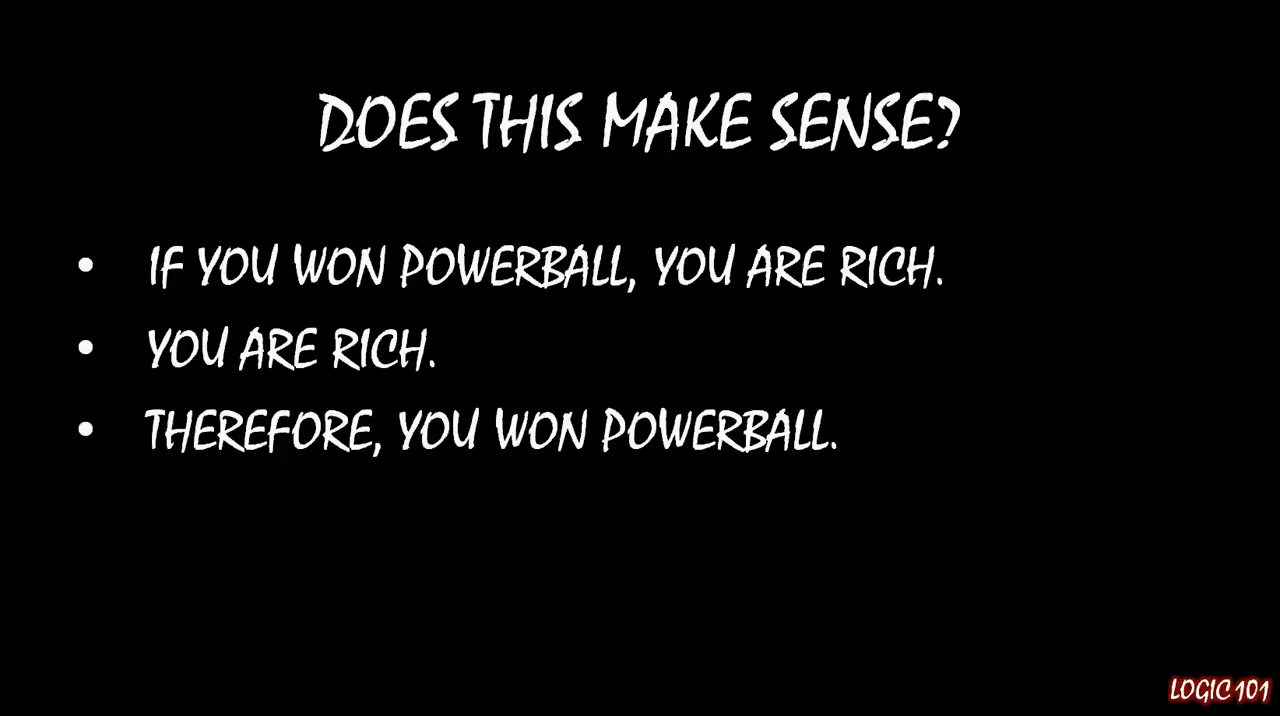 DOES THIS MAKE SENSE?
• IF YOU WON POWERBALL, YOU ARE RICH.
• YOU ARE RICH.
• THEREFORE, YOU WON POWERBALL.
LOGIC 101